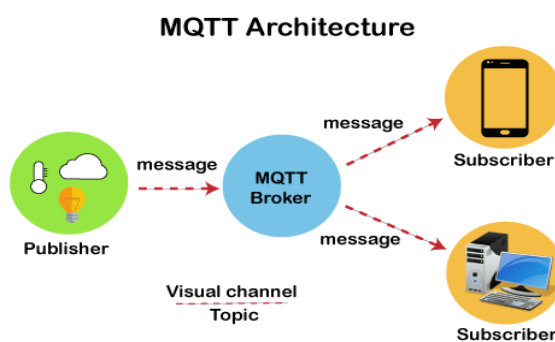 MQTT Architecture
message
Subscriber
message
MQTT
Broker
Publisher
message
Visual channel
Topic
Subscriber